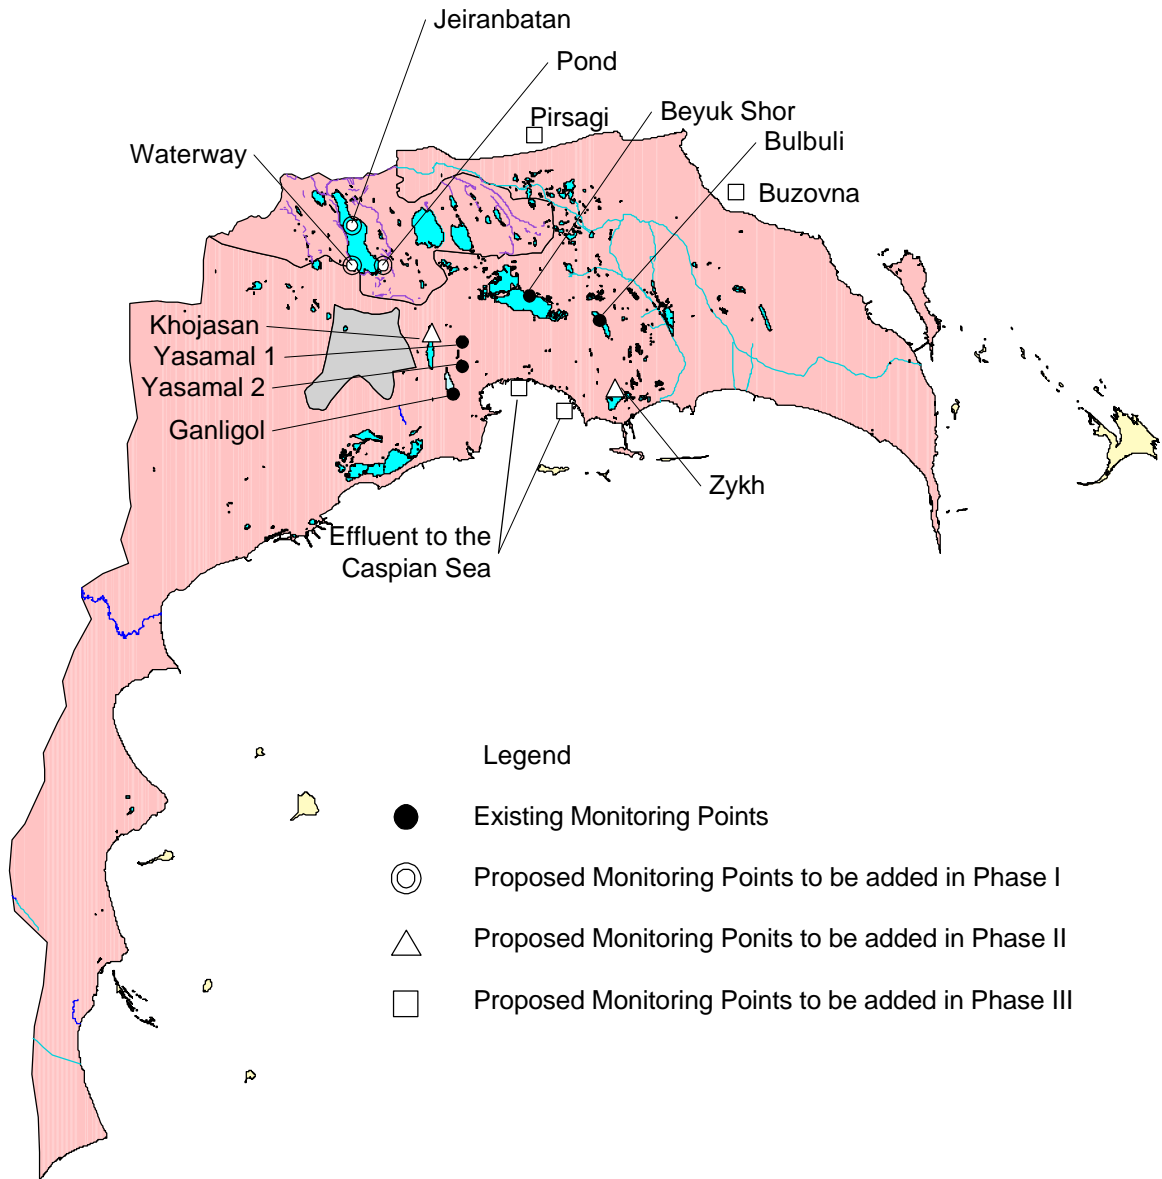 Jeiranbatan
Pond
Pirsagi
Beyuk Shor
Bulbuli
Waterway
Buzovna
Khojasan
Yasamal 1
Yasamal 2
Ganligol
Zykh
Effluent to the
Caspian Sea
Legend
Existing Monitoring Points
Proposed Monitoring Points to be added in Phase I
Proposed Monitoring Ponits to be added in Phase II
Proposed Monitoring Points to be added in Phase III